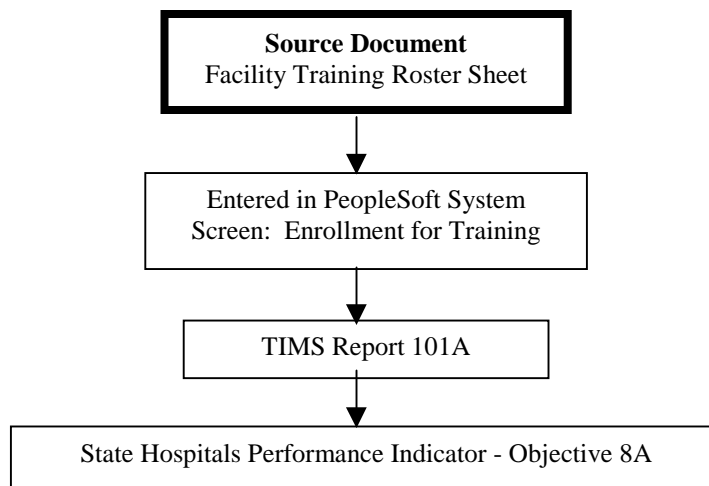 Source Document
Facility Training Roster Sheet
Entered in PeopleSoft System
Screen:  Enrollment for Training
TIMS Report 101A
State Hospitals Performance Indicator - Objective 8A